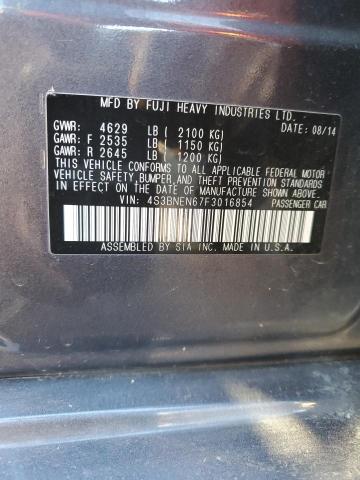 MFD BY FUJI HEAVY INDUSTRIES LTD.
GVWR: 4629 LB ( 2100 KG) DATE: 08/14
GAWR: F 2535 LB ( 1150 KG)
GAWR: R 2645 LB ( 1200 KG)
THIS VEHICLE CONFORMS TO ALL APPLICABLE FEDERAL MOTOR
VEHICLE SAFETY,BUMPER,AND THEFT PREVENTION STANDARDS
IN EFFECT ON THE DATE OF MANUFACTURE SHOWN ABOVE.
VIN: 4S3BNEN67F3016854 PASSENGER CAR
ASSEMBLED BY SIA INC. IN U.S.A.